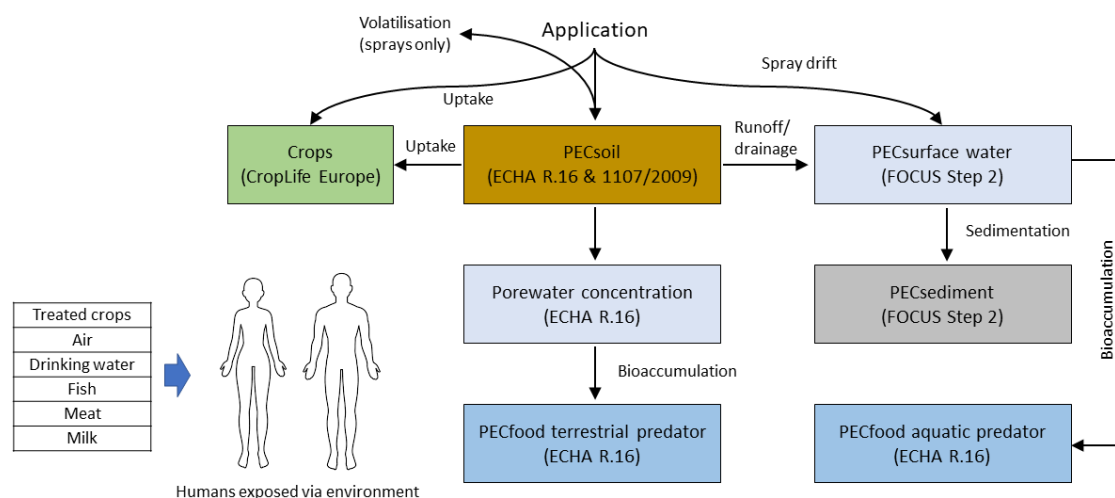 Volatilisation
(sprays only)
Application
Spray drift
Uptake
Crops
(CropLife Europe)
Uptake
PECsoil
(ECHA R.16 & 1107/2009)
Runoff/
drainage
PECsurface water
(FOCUS Step 2)
Sedimentation
Bioaccumulation
Porewater concentration
(ECHA R.16)
PECsediment
(FOCUS Step 2)
Treated crops
Air
Drinking water
Fish
Meat
Milk
Bioaccumulation
PECfood terrestrial predator
(ECHA R.16)
PECfood aquatic predator
(ECHA R.16)
Humans exposed via environment